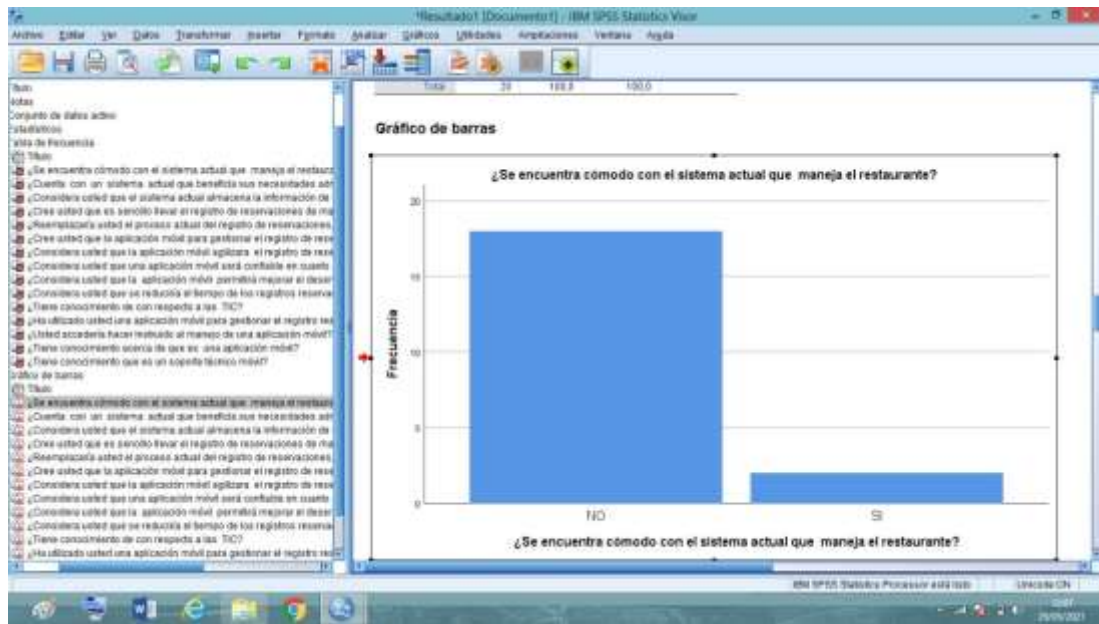 *Resultado1 [Documento1] - IBM SPSS Statistics Visor
Archivo Editar Ver Datos Transformar Insertar Formato Analizar Gráficos Utilidades Ampliaciones Ventana Ayuda
Título
Notas
Conjunto de datos activo
Estadísticos
Tabla de frecuencia
Título
¿Se encuentra cómodo con el sistema actual que maneja el restaura
¿Cuenta con un sistema actual que beneficia sus necesidades adm
¿Considera usted que el sistema actual almacena la información de
¿Cree usted que es sencillo llevar el registro de reservaciones de ma
¿Reemplazaría usted el proceso actual del registro de reservaciones,
¿Cree usted que la aplicación móvil para gestionar el registro de rese
¿Considera usted que la aplicación móvil agilizara el registro de rese
¿Considera usted que una aplicación móvil será confiable en cuanto
¿Considera usted que la aplicación móvil permitirá mejorar el deser
¿Considera usted que se reduciría el tiempo de los registros reserva
¿Tiene conocimiento de con respecto a las TIC?
¿Ha utilizado usted una aplicación móvil para gestionar el registro res
¿Usted accedería hacer instruido al manejo de una aplicación móvil?
¿Tiene conocimiento acerca de que es una aplicación móvil?
¿Tiene conocimiento que es un soporte técnico móvil?
Gráfico de barras
Título
¿Se encuentra cómodo con el sistema actual que maneja el restaura
¿Cuenta con un sistema actual que beneficia sus necesidades adm
¿Considera usted que el sistema actual almacena la información de
¿Cree usted que es sencillo llevar el registro de reservaciones de ma
¿Reemplazaría usted el proceso actual del registro de reservaciones,
¿Cree usted que la aplicación móvil para gestionar el registro de rese
¿Considera usted que la aplicación móvil agilizara el registro de rese
¿Considera usted que una aplicación móvil será confiable en cuanto
¿Considera usted que la aplicación móvil permitirá mejorar el deser
¿Considera usted que se reduciría el tiempo de los registros reserva
¿Tiene conocimiento de con respecto a las TIC?
¿Ha utilizado usted una aplicación móvil para gestionar el registro res
Total 20 100,0 100,0
Gráfico de barras
¿Se encuentra cómodo con el sistema actual que maneja el restaurante?
Frecuencia
20
15
10
5
0
NO SI
¿Se encuentra cómodo con el sistema actual que maneja el restaurante?
IBM SPSS Statistics Processor está listo Unicode:ON
29/05/2021